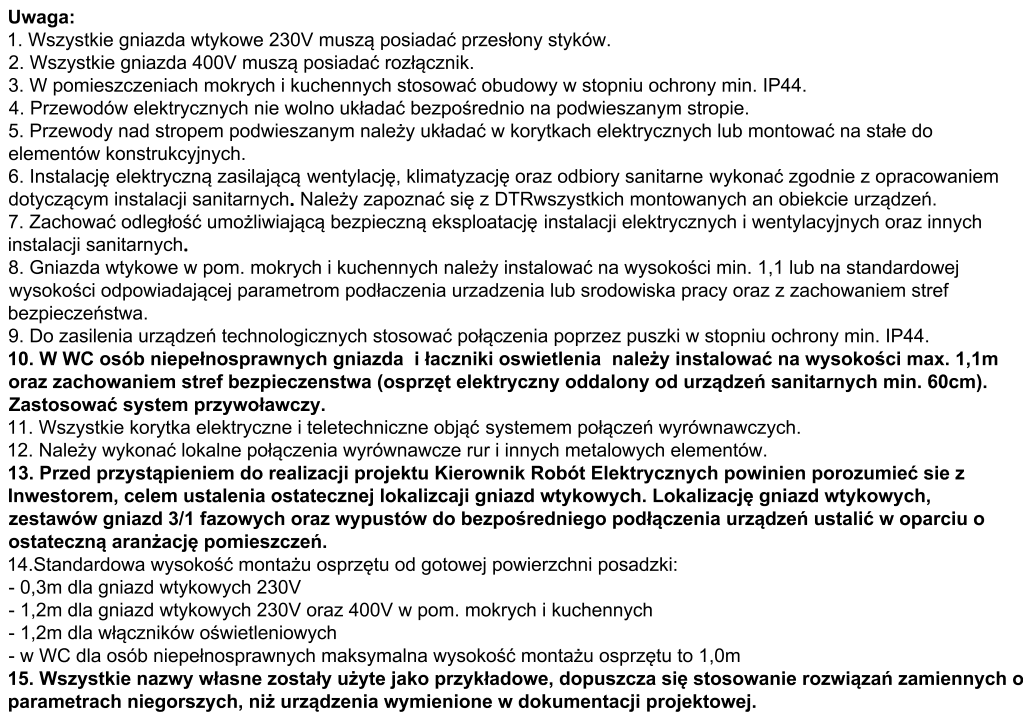 Uwaga:
1. Wszystkie gniazda wtykowe 230V muszą posiadać przesłony styków.
2. Wszystkie gniazda 400V muszą posiadać rozłącznik.
3. W pomieszczeniach mokrych i kuchennych stosować obudowy w stopniu ochrony min. IP44.
4. Przewodów elektrycznych nie wolno układać bezpośrednio na podwieszanym stropie.
5. Przewody nad stropem podwieszanym należy układać w korytkach elektrycznych lub montować na stałe do
elementów konstrukcyjnych.
6. Instalację elektryczną zasilającą wentylację, klimatyzację oraz odbiory sanitarne wykonać zgodnie z opracowaniem
dotyczącym instalacji sanitarnych. Należy zapoznać się z DTRwszystkich montowanych an obiekcie urządzeń.
7. Zachować odległość umożliwiającą bezpieczną eksploatację instalacji elektrycznych i wentylacyjnych oraz innych
instalacji sanitarnych.
8. Gniazda wtykowe w pom. mokrych i kuchennych należy instalować na wysokości min. 1,1 lub na standardowej
wysokości odpowiadającej parametrom podłaczenia urzadzenia lub srodowiska pracy oraz z zachowaniem stref
bezpieczeństwa.
9. Do zasilenia urządzeń technologicznych stosować połączenia poprzez puszki w stopniu ochrony min. IP44.
10. W WC osób niepełnosprawnych gniazda  i łaczniki oswietlenia  należy instalować na wysokości max. 1,1m
oraz zachowaniem stref bezpieczenstwa (osprzęt elektryczny oddalony od urządzeń sanitarnych min. 60cm).
Zastosować system przywoławczy.
11. Wszystkie korytka elektryczne i teletechniczne objąć systemem połączeń wyrównawczych.
12. Należy wykonać lokalne połączenia wyrównawcze rur i innych metalowych elementów.
13. Przed przystąpieniem do realizacji projektu Kierownik Robót Elektrycznych powinien porozumieć sie z
Inwestorem, celem ustalenia ostatecznej lokalizcaji gniazd wtykowych. Lokalizację gniazd wtykowych,
zestawów gniazd 3/1 fazowych oraz wypustów do bezpośredniego podłączenia urządzeń ustalić w oparciu o
ostateczną aranżację pomieszczeń.
14.Standardowa wysokość montażu osprzętu od gotowej powierzchni posadzki:
- 0,3m dla gniazd wtykowych 230V
- 1,2m dla gniazd wtykowych 230V oraz 400V w pom. mokrych i kuchennych
- 1,2m dla włączników oświetleniowych
- w WC dla osób niepełnosprawnych maksymalna wysokość montażu osprzętu to 1,0m
15. Wszystkie nazwy własne zostały użyte jako przykładowe, dopuszcza się stosowanie rozwiązań zamiennych o
parametrach niegorszych, niż urządzenia wymienione w dokumentacji projektowej.